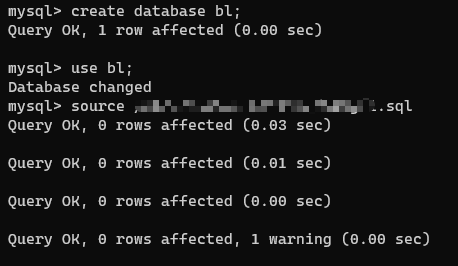 mysql> create database bl;
Query OK, 1 row affected (0.00 sec)
mysql> use bl;
Database changed
mysql> source .sql
Query OK, 0 rows affected (0.03 sec)
Query OK, 0 rows affected (0.01 sec)
Query OK, 0 rows affected (0.00 sec)
Query OK, 0 rows affected, 1 warning (0.00 sec)